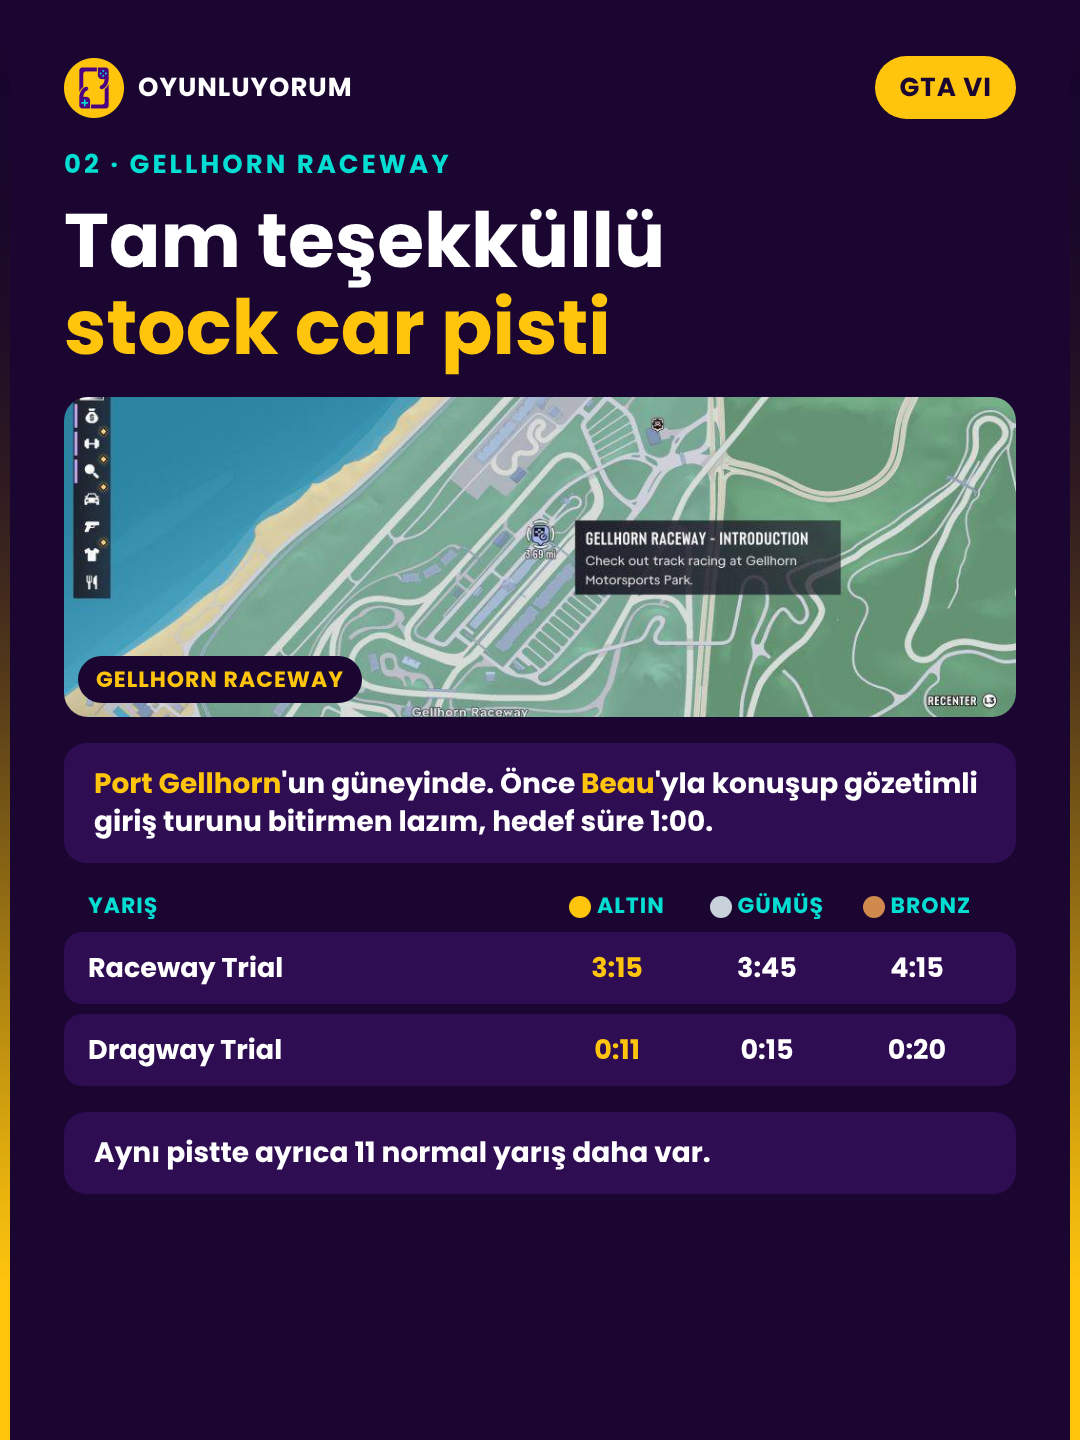 OYUNLUYORUM
GTA VI
02 · GELLHORN RACEWAY
Tam teşekküllü
stock car pisti
3.69 mi
GELLHORN RACEWAY - INTRODUCTION
Check out track racing at Gellhorn
Motorsports Park.
GELLHORN RACEWAY
Gellhorn Raceway
RECENTER L3
Port Gellhorn'un güneyinde. Önce Beau'yla konuşup gözetimli
giriş turunu bitirmen lazım, hedef süre 1:00.
YARIŞ ALTIN GÜMÜŞ BRONZ
Raceway Trial 3:15 3:45 4:15
Dragway Trial 0:11 0:15 0:20
Aynı pistte ayrıca 11 normal yarış daha var.